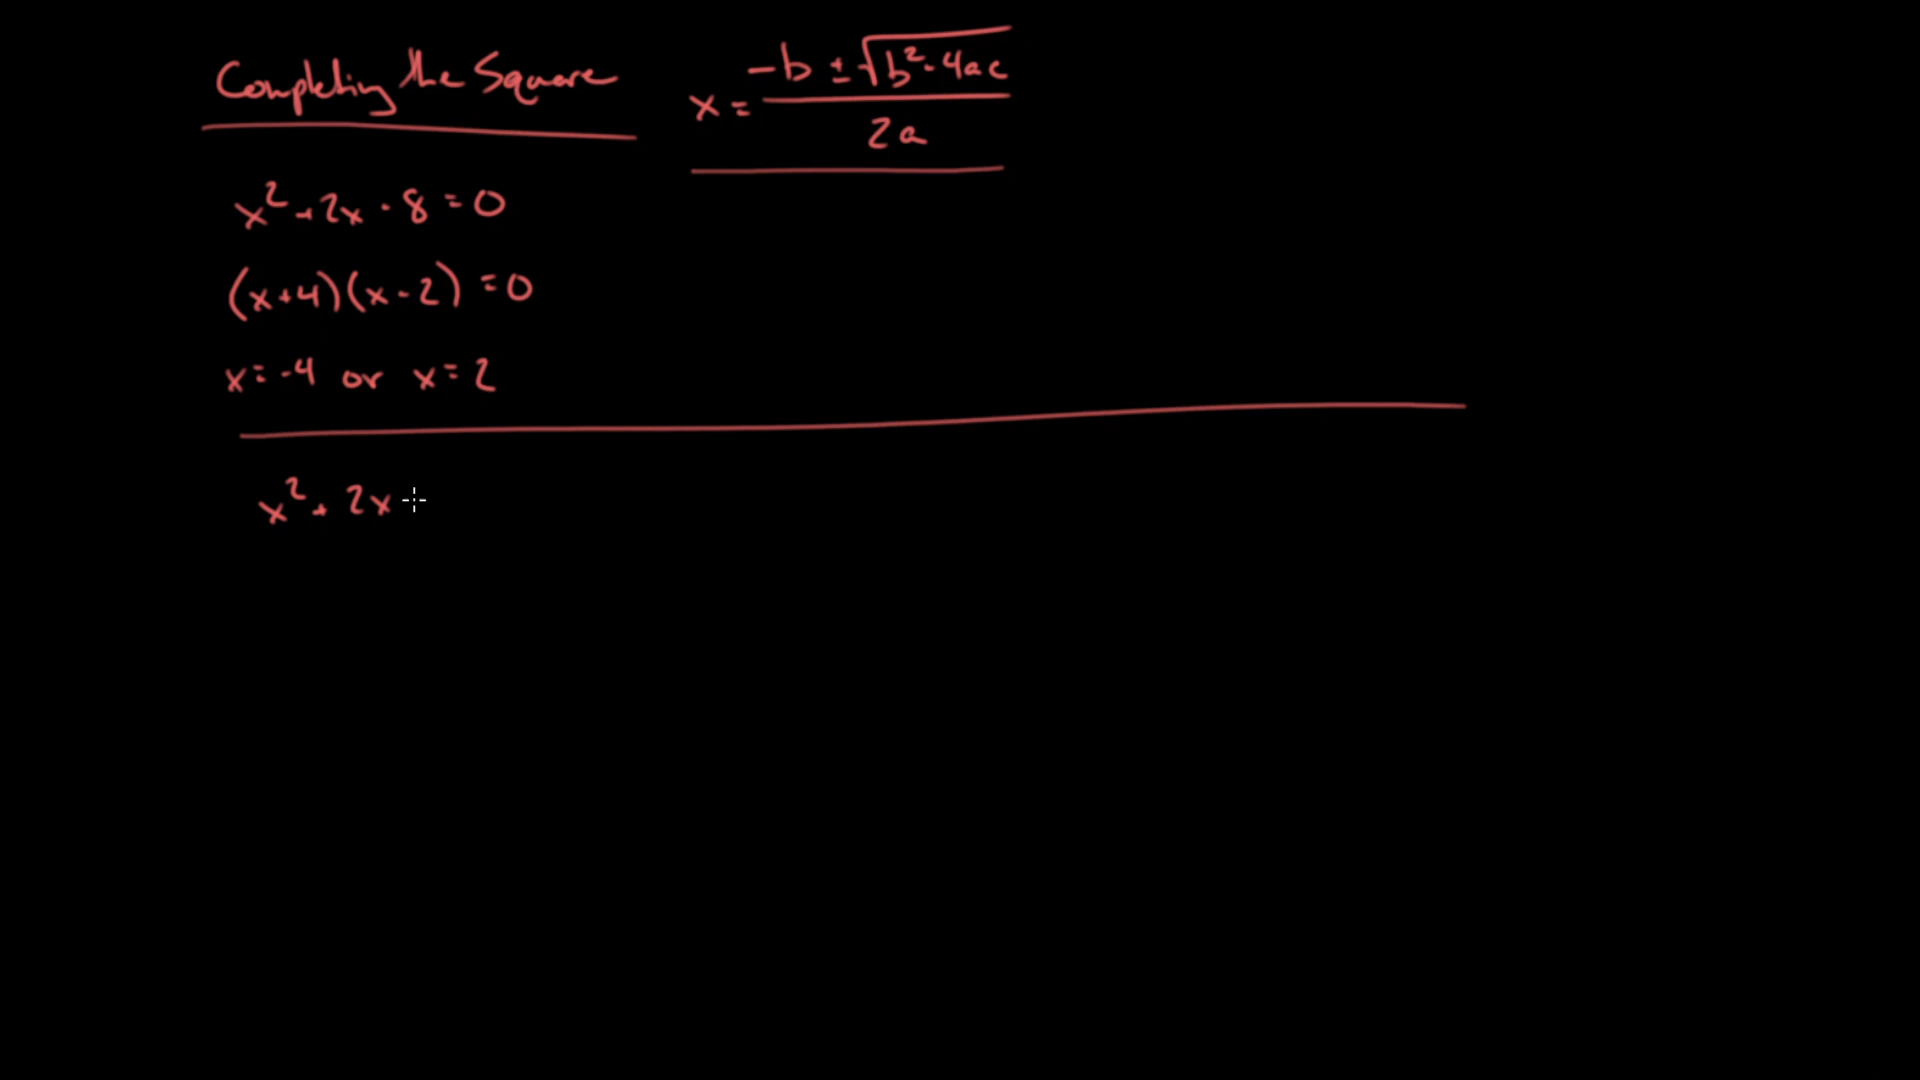 Completing the Square
x = (-b ± √(b² - 4ac)) / 2a
x² + 2x - 8 = 0
(x+4)(x-2) = 0
x = -4 or x = 2
x² + 2x